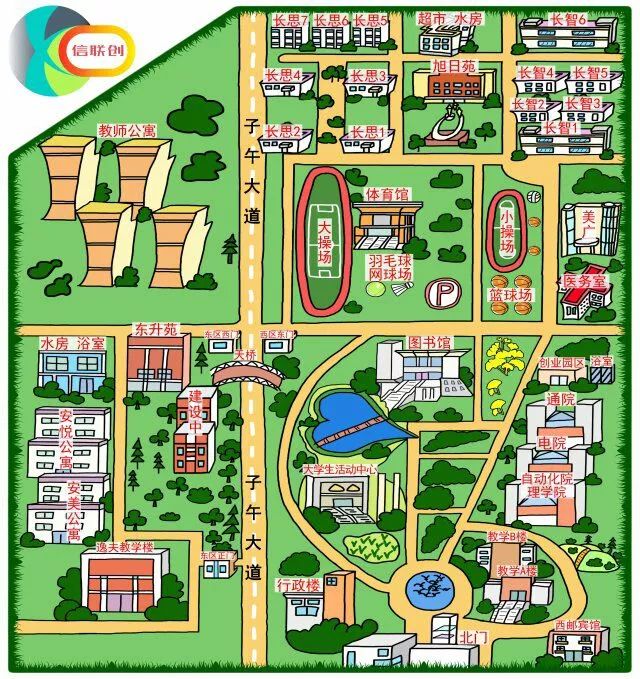 信联创
长思7 长思6 长思5
超市 水房
长智6
长思4 长思3
旭日苑
长智4 长智5
长智2 长智3
长思2 长思1
长智1
教师公寓
子午大道
大操场
体育馆
羽毛球
网球场
P
小操场
篮球场
美广
医务室
水房 浴室
东升苑
东区西门
西区东门
天桥
图书馆
创业园区
浴室
建设中
安悦公寓
安美公寓
通院
电院
自动化院
理学院
大学生活动中心
子午大道
逸夫教学楼
东区正门
行政楼
教学B楼
教学A楼
北门
西邮宾馆